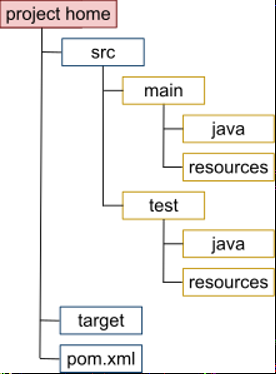 project home
src
main
java
resources
test
java
resources
target
pom.xml